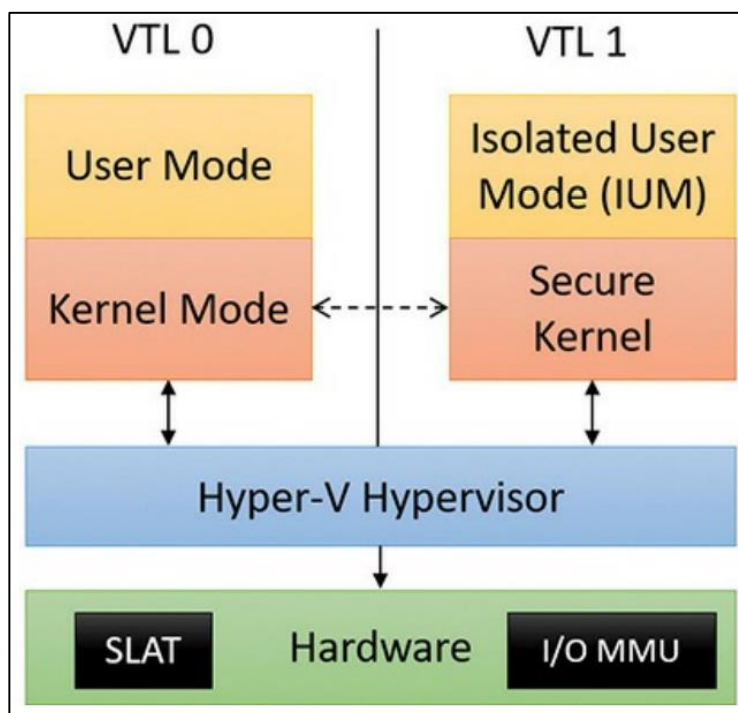 VTL 0
VTL 1
User Mode
Isolated User
Mode (IUM)
Kernel Mode
Secure
Kernel
Hyper-V Hypervisor
SLAT
Hardware
I/O MMU